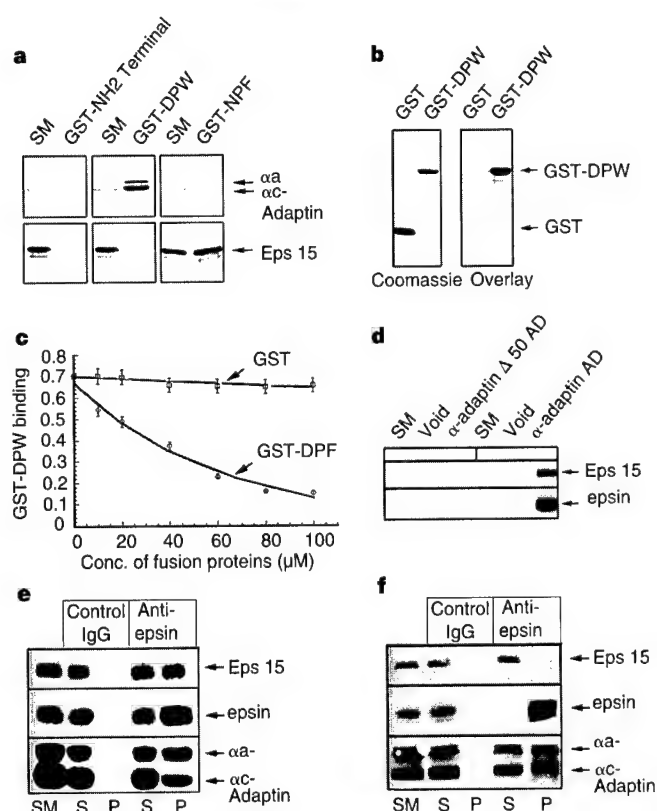 a
SM
GST-NH2 Terminal
SM
GST-DPW
SM
GST-NPF
αa
αc-
Adaptin
Eps 15
b
GST
GST-DPW
GST
GST-DPW
GST-DPW
GST
Coomassie Overlay
c
GST-DPW binding
0.8
0.7
0.6
0.5
0.4
0.3
0.2
0.1
0
GST
GST-DPF
0 20 40 60 80 100
Conc. of fusion proteins (μM)
d
SM
Void
α-adaptin Δ 50 AD
SM
Void
α-adaptin AD
Eps 15
epsin
e
Control
IgG
Anti-
epsin
Eps 15
epsin
αa-
αc-
Adaptin
SM S P S P
f
Control
IgG
Anti-
epsin
Eps 15
epsin
αa-
αc-
Adaptin
SM S P S P